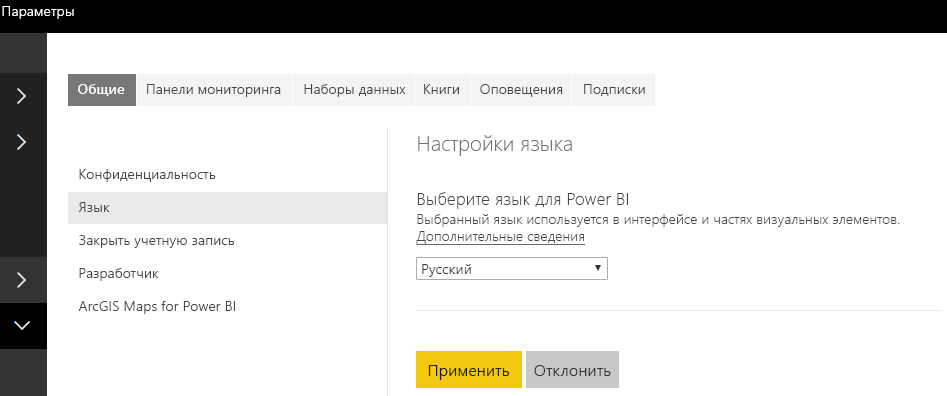 Параметры
Общие Панели мониторинга Наборы данных Книги Оповещения Подписки
Настройки языка
Конфиденциальность
Язык
Закрыть учетную запись
Разработчик
ArcGIS Maps for Power BI
Выберите язык для Power BI
Выбранный язык используется в интерфейсе и частях визуальных элементов.
Дополнительные сведения
Русский
Применить Отклонить